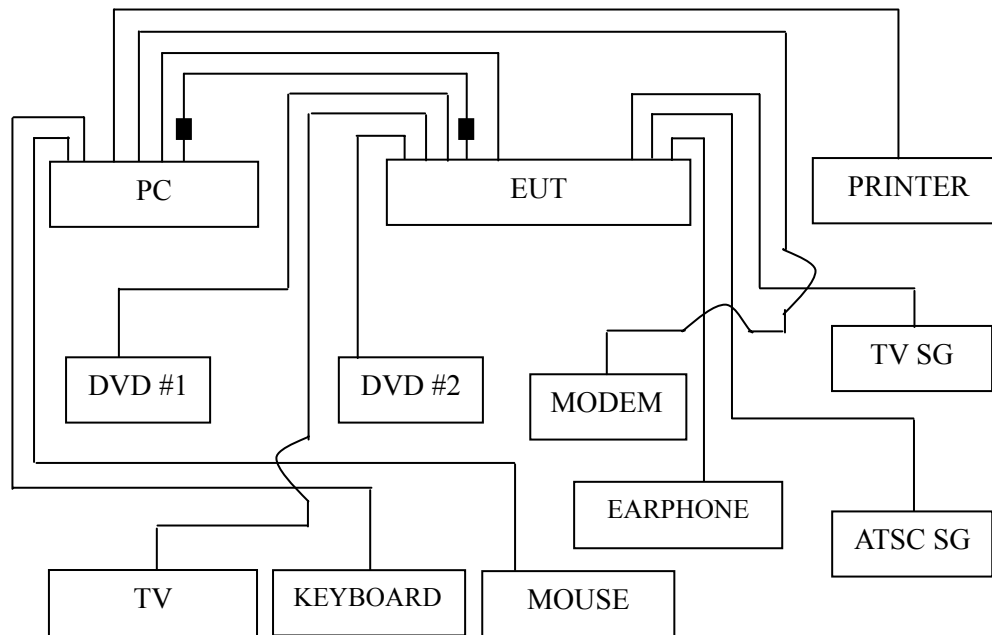 PC
EUT
PRINTER
DVD #1
DVD #2
MODEM
TV SG
EARPHONE
ATSC SG
TV
KEYBOARD
MOUSE